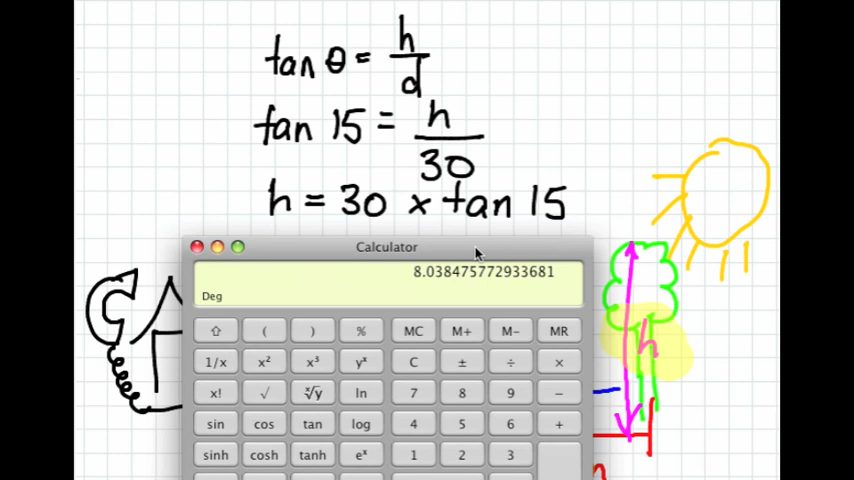 tan θ = h/d
tan 15 = h/30
h = 30 x tan 15
Calculator
8.038475772933681
Deg
⇧ ( ) % MC M+ M- MR
1/x x² x³ yˣ C ± ÷ ×
x! √ ˣ√y ln 7 8 9 −
sin cos tan log 4 5 6 +
sinh cosh tanh eˣ 1 2 3
h